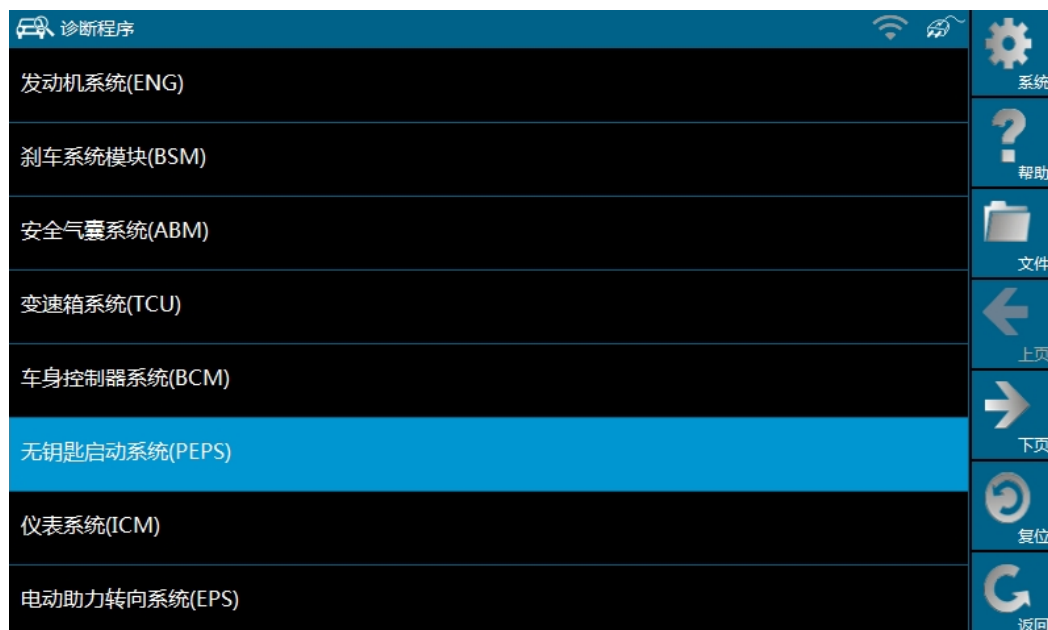 诊断程序
发动机系统(ENG)
刹车系统模块(BSM)
安全气囊系统(ABM)
变速箱系统(TCU)
车身控制器系统(BCM)
无钥匙启动系统(PEPS)
仪表系统(ICM)
电动助力转向系统(EPS)
系统
帮助
文件
上页
下页
复位
返回